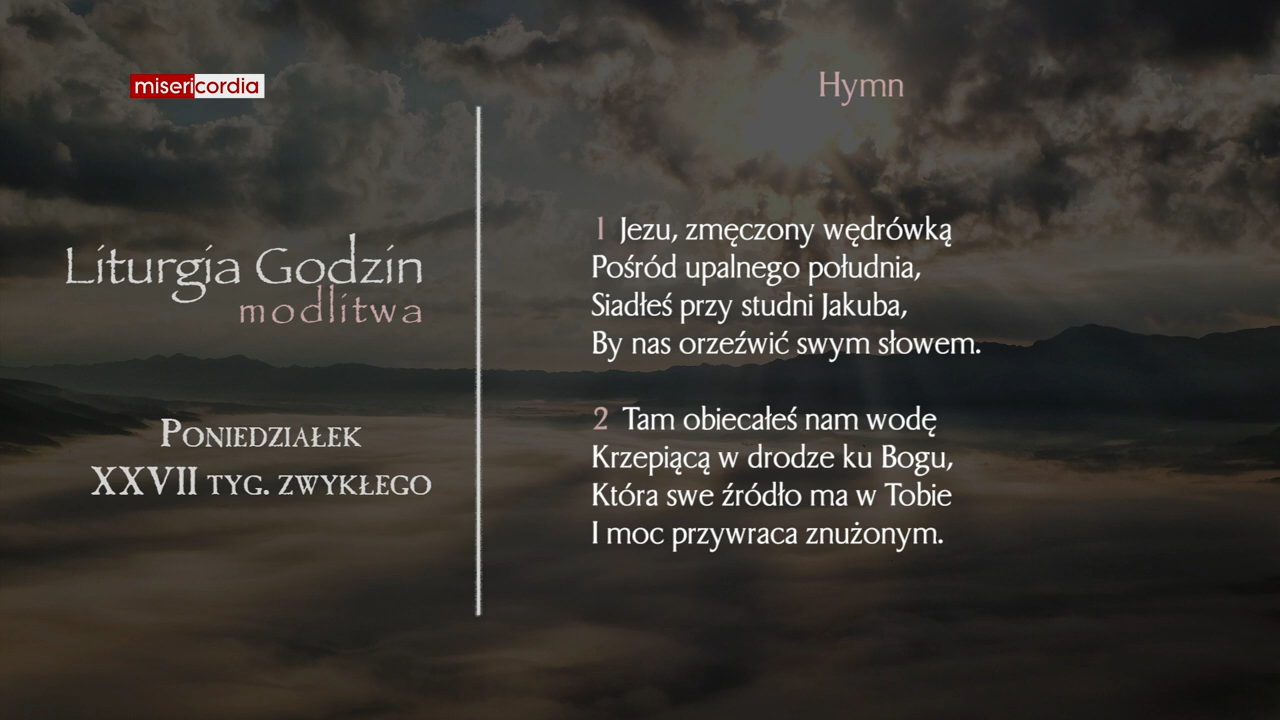 misericordia
Liturgia Godzin
modlitwa
Poniedziałek
XXVII tyg. zwykłego
Hymn
1 Jezu, zmęczony wędrówką
Pośród upalnego południa,
Siadłeś przy studni Jakuba,
By nas orzeźwić swym słowem.
2 Tam obiecałeś nam wodę
Krzepiącą w drodze ku Bogu,
Która swe źródło ma w Tobie
I moc przywraca znużonym.